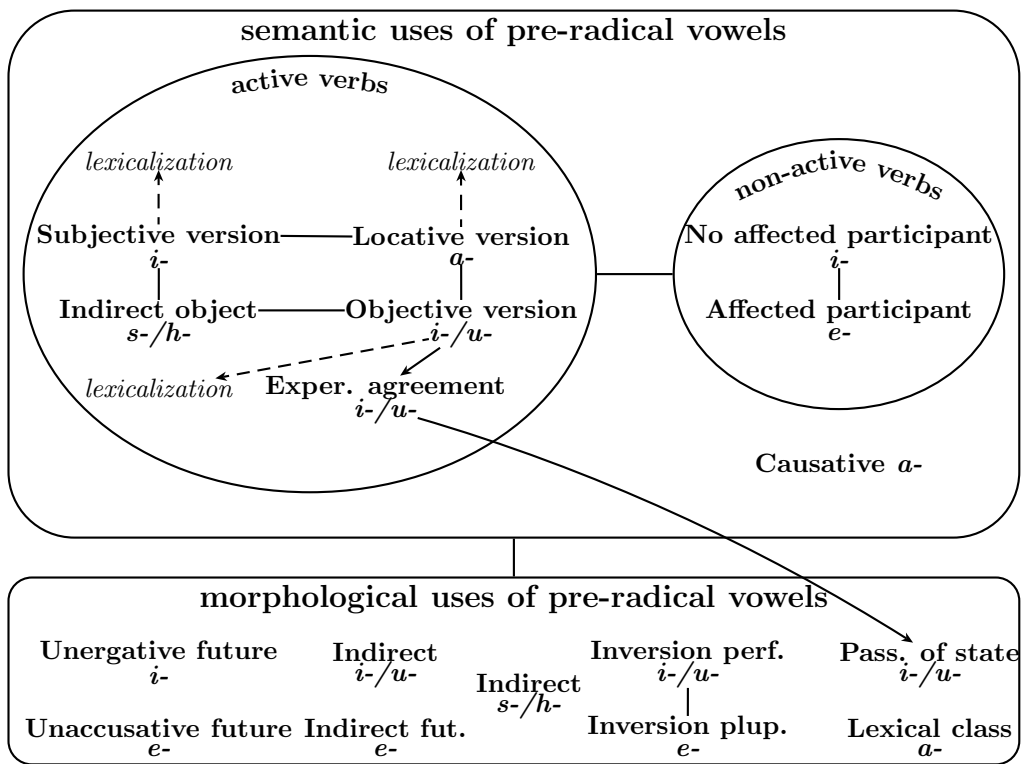 semantic uses of pre-radical vowels
active verbs
non-active verbs
lexicalization
lexicalization
Subjective version
i-
Locative version
a-
No affected participant
i-
Indirect object
s-/h-
Objective version
i-/u-
Affected participant
e-
lexicalization
Exper. agreement
i-/u-
Causative a-
morphological uses of pre-radical vowels
Unergative future
i-
Indirect
i-/u-
Indirect
s-/h-
Inversion perf.
i-/u-
Pass. of state
i-/u-
Unaccusative future
e-
Indirect fut.
e-
Inversion plup.
e-
Lexical class
a-